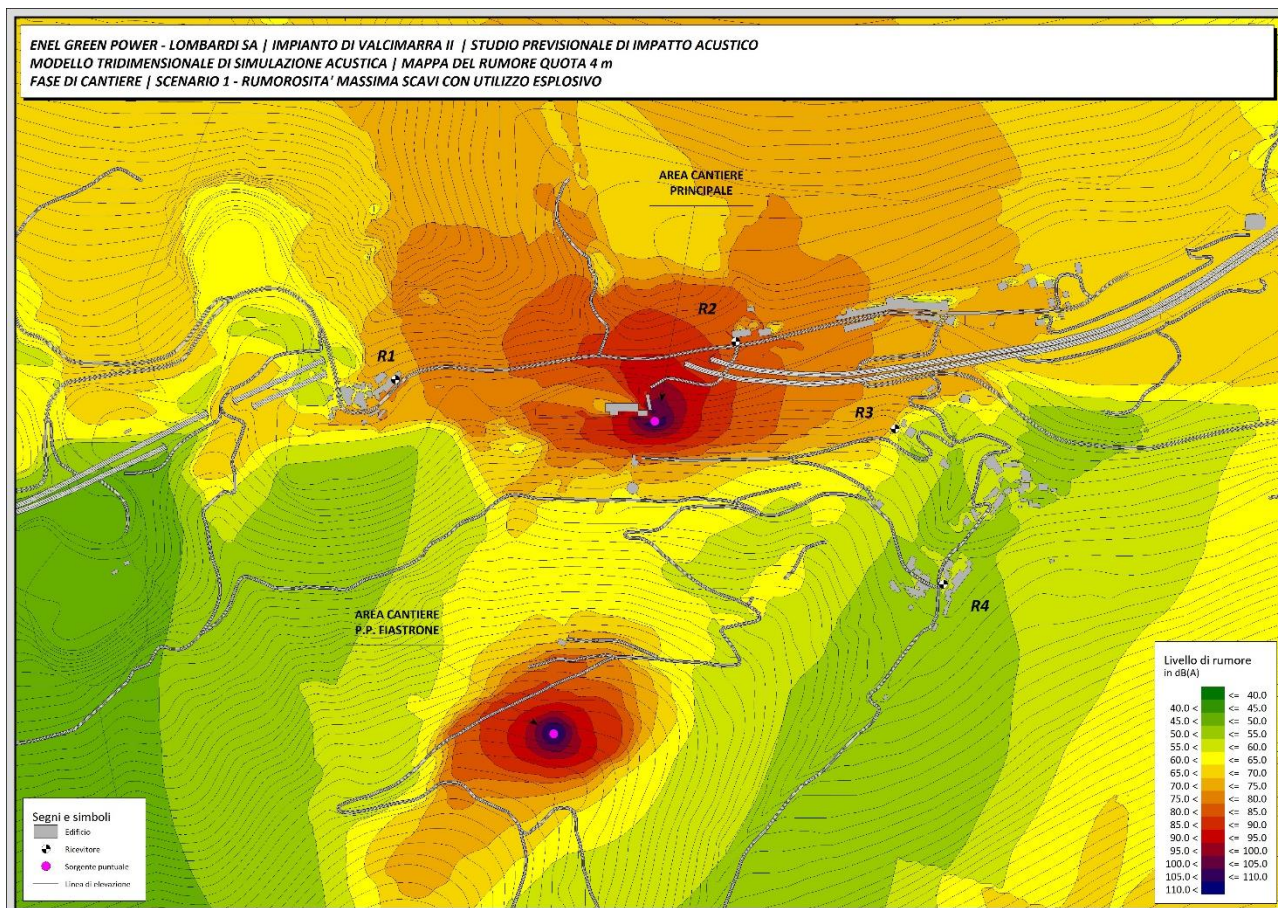 ENEL GREEN POWER - LOMBARDI SA | IMPIANTO DI VALCIMARRA II | STUDIO PREVISIONALE DI IMPATTO ACUSTICO
MODELLO TRIDIMENSIONALE DI SIMULAZIONE ACUSTICA | MAPPA DEL RUMORE QUOTA 4 m
FASE DI CANTIERE | SCENARIO 1 - RUMOROSITA' MASSIMA SCAVI CON UTILIZZO ESPLOSIVO
AREA CANTIERE
PRINCIPALE
R2
R1
R3
R4
AREA CANTIERE
P.P. FIASTRONE
Livello di rumore
in dB(A)
<= 40.0
40.0 < <= 45.0
45.0 < <= 50.0
50.0 < <= 55.0
55.0 < <= 60.0
60.0 < <= 65.0
65.0 < <= 70.0
70.0 < <= 75.0
75.0 < <= 80.0
80.0 < <= 85.0
85.0 < <= 90.0
90.0 < <= 95.0
95.0 < <= 100.0
100.0 < <= 105.0
110.0 < <= 110.0
Segni e simboli
Edificio
Ricevitore
Sorgente puntuale
Linea di elevazione